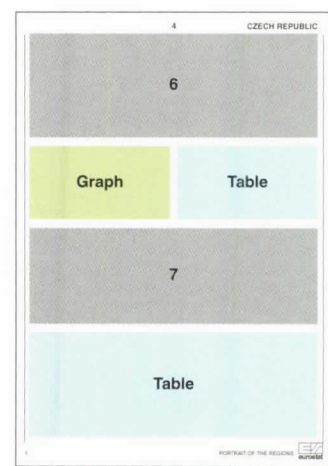 4 CZECH REPUBLIC
6
Graph Table
7
Table
PORTRAIT OF THE REGIONS
eurostat